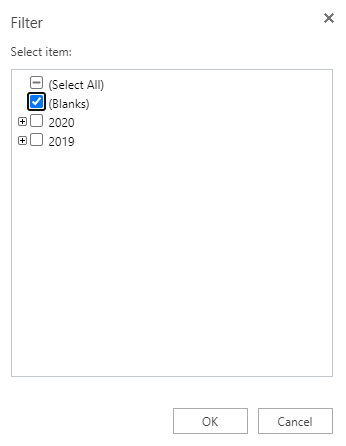 Filter
Select item:
(Select All)
(Blanks)
2020
2019
OK
Cancel